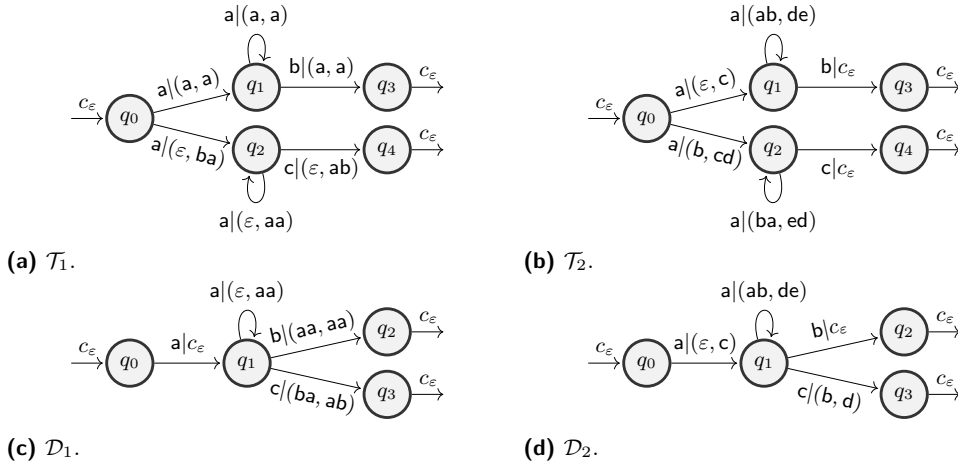 a|(a, a)
b|(a, a)
a|(a, a)
c_ε
q_0
q_1
q_3
c_ε
a|(ε, ba)
q_2
c|(ε, ab)
q_4
c_ε
a|(ε, aa)
(a) 𝒯_1.
a|(ab, de)
b|c_ε
a|(ε, c)
c_ε
q_0
q_1
q_3
c_ε
a|(b, cd)
q_2
c|c_ε
q_4
c_ε
a|(ba, ed)
(b) 𝒯_2.
a|(ε, aa)
b|(aa, aa)
c_ε
q_0
a|c_ε
q_1
q_2
c_ε
c|(ba, ab)
q_3
c_ε
(c) 𝒟_1.
a|(ab, de)
b|c_ε
c_ε
q_0
a|(ε, c)
q_1
q_2
c_ε
c|(b, d)
q_3
c_ε
(d) 𝒟_2.